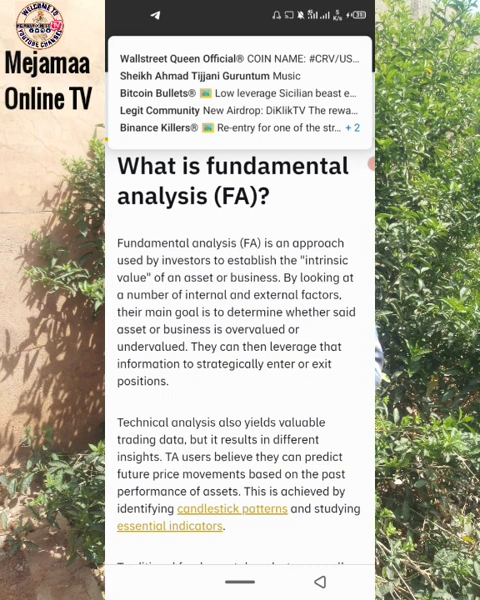 WELCOME TO
Mejamaa
Online TV
Wallstreet Queen Official® COIN NAME: #CRV/US...
Sheikh Ahmad Tijjani Guruntum Music
Bitcoin Bullets® Low leverage Sicilian beast e...
Legit Community New Airdrop: DiKlikTV The rewa...
Binance Killers® Re-entry for one of the str... + 2
What is fundamental
analysis (FA)?
Fundamental analysis (FA) is an approach
used by investors to establish the "intrinsic
value" of an asset or business. By looking at
a number of internal and external factors,
their main goal is to determine whether said
asset or business is overvalued or
undervalued. They can then leverage that
information to strategically enter or exit
positions.
Technical analysis also yields valuable
trading data, but it results in different
insights. TA users believe they can predict
future price movements based on the past
performance of assets. This is achieved by
identifying candlestick patterns and studying
essential indicators.